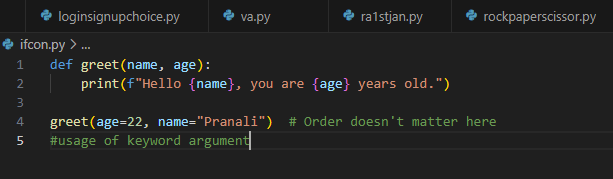 loginsignupchoice.py va.py ra1stjan.py rockpaperscissor.py
ifcon.py > ...
1 def greet(name, age):
2     print(f"Hello {name}, you are {age} years old.")
3
4 greet(age=22, name="Pranali")  # Order doesn't matter here
5 #usage of keyword argument